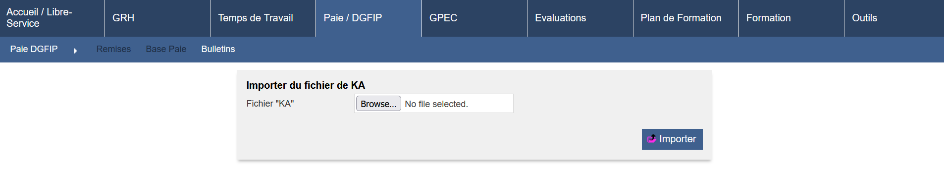 Accueil / Libre-
Service
GRH
Temps de Travail
Paie / DGFIP
GPEC
Evaluations
Plan de Formation
Formation
Outils
Paie DGFIP
Remises
Base Paie
Bulletins
Importer du fichier de KA
Fichier "KA"
Browse... No file selected.
Importer